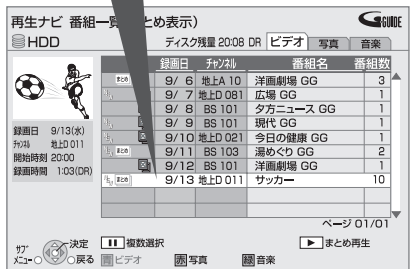 再生ナビ 番組一覧(まとめ表示)
G GUIDE
HDD
ディスク残量 20:08 DR ビデオ 写真 音楽
録画日 チャンネル 番組名 番組数
まとめ 9/ 6 地上A 10 洋画劇場 GG 3
9/ 7 地上D 081 広場 GG 1
9/ 8 BS 101 夕方ニュース GG 1
9/ 9 BS 101 現代 GG 1
9/10 地上D 021 今日の健康 GG 1
まとめ 9/11 BS 103 湯めぐり GG 2
9/12 BS 101 洋画劇場 GG 1
まとめ 9/13 地上D 011 サッカー 10
録画日 9/13(水)
チャンネル 地上D 011
開始時刻 20:00
録画時間 1:03(DR)
ページ 01/01
サブメニュー 決定 戻る
複数選択 まとめ再生
青 ビデオ 赤 写真 緑 音楽